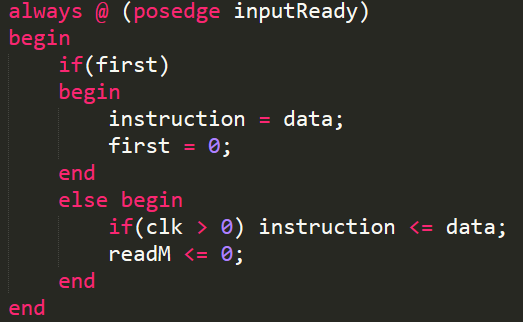 always @ (posedge inputReady)
begin
    if(first)
    begin
        instruction = data;
        first = 0;
    end
    else begin
        if(clk > 0) instruction <= data;
        readM <= 0;
    end
end